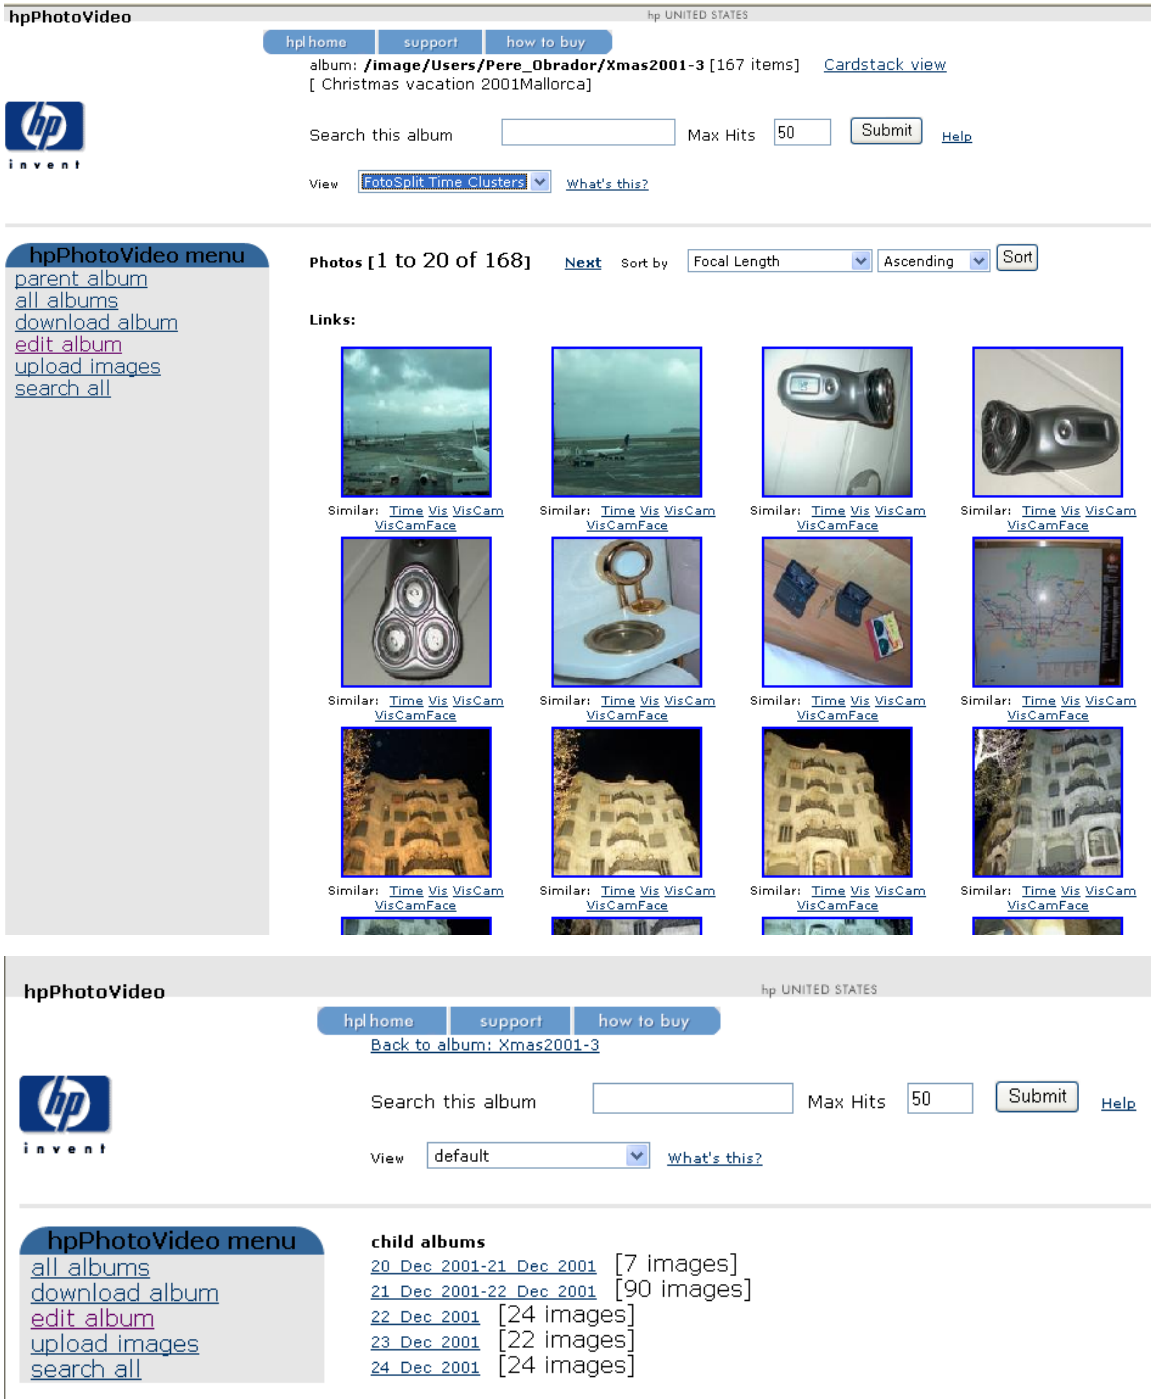 hpPhotoVideo
hp UNITED STATES
hpl home support how to buy
album: /image/Users/Pere_Obrador/Xmas2001-3 [167 items] Cardstack view
[ Christmas vacation 2001Mallorca]
hp
invent
Search this album Max Hits 50 Submit Help
View FotoSplit Time Clusters What's this?
hpPhotoVideo menu
parent album
all albums
download album
edit album
upload images
search all
Photos [1 to 20 of 168] Next Sort by Focal Length Ascending Sort
Links:
Similar: Time Vis VisCam VisCamFace
Similar: Time Vis VisCam VisCamFace
Similar: Time Vis VisCam VisCamFace
Similar: Time Vis VisCam VisCamFace
Similar: Time Vis VisCam VisCamFace
Similar: Time Vis VisCam VisCamFace
Similar: Time Vis VisCam VisCamFace
Similar: Time Vis VisCam VisCamFace
Similar: Time Vis VisCam VisCamFace
Similar: Time Vis VisCam VisCamFace
Similar: Time Vis VisCam VisCamFace
Similar: Time Vis VisCam VisCamFace
hpPhotoVideo
hp UNITED STATES
hpl home support how to buy
Back to album: Xmas2001-3
hp
invent
Search this album Max Hits 50 Submit Help
View default What's this?
hpPhotoVideo menu
all albums
download album
edit album
upload images
search all
child albums
20 Dec 2001-21 Dec 2001 [7 images]
21 Dec 2001-22 Dec 2001 [90 images]
22 Dec 2001 [24 images]
23 Dec 2001 [22 images]
24 Dec 2001 [24 images]